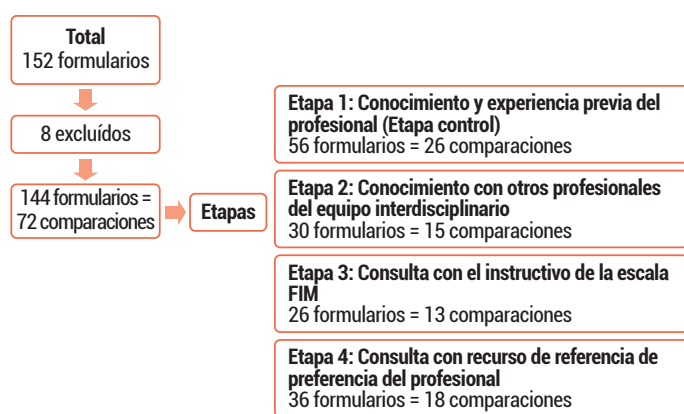 Total
152 formularios
8 excluídos
144 formularios =
72 comparaciones
Etapas
Etapa 1: Conocimiento y experiencia previa del
profesional (Etapa control)
56 formularios = 26 comparaciones
Etapa 2: Conocimiento con otros profesionales
del equipo interdisciplinario
30 formularios = 15 comparaciones
Etapa 3: Consulta con el instructivo de la escala
FIM
26 formularios = 13 comparaciones
Etapa 4: Consulta con recurso de referencia de
preferencia del profesional
36 formularios = 18 comparaciones